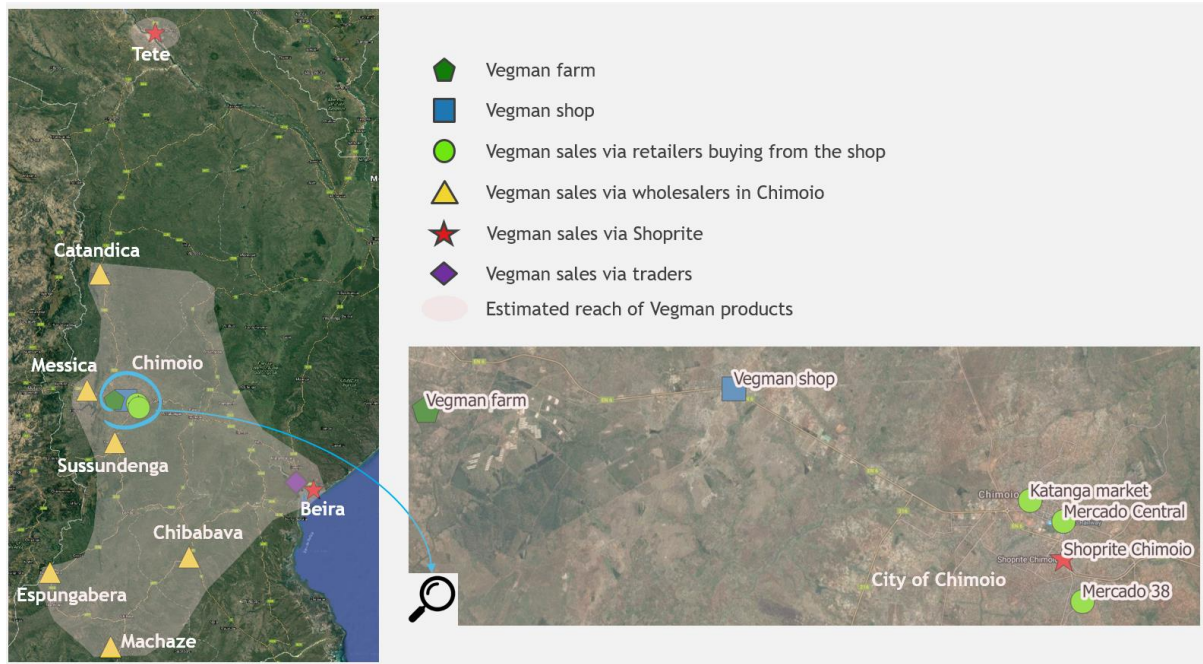 Tete
Catandica
Messica
Chimoio
Sussundenga
Beira
Chibabava
Espungabera
Machaze
Vegman farm
Vegman shop
Vegman sales via retailers buying from the shop
Vegman sales via wholesalers in Chimoio
Vegman sales via Shoprite
Vegman sales via traders
Estimated reach of Vegman products
Vegman shop
Vegman farm
Katanga market
Chimoio
Mercado Central
Shoprite Chimoio
Shoprite Chimoio
City of Chimoio
Mercado 38